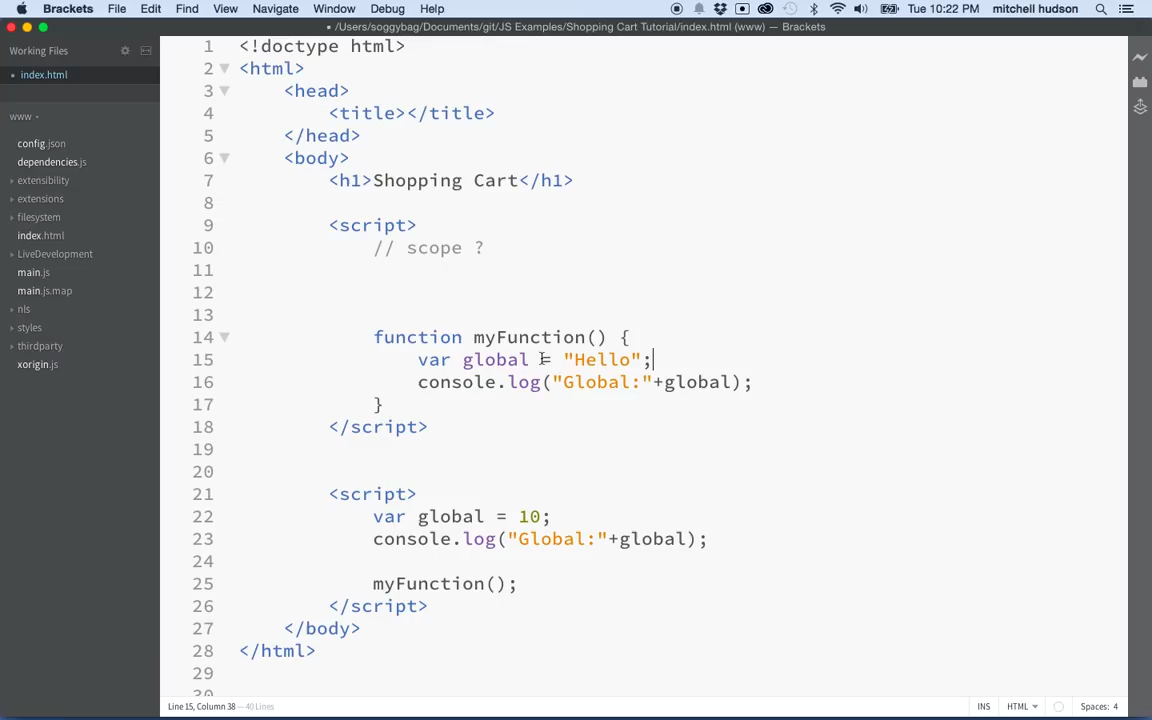 Brackets File Edit Find View Navigate Window Debug Help Tue 10:22 PM mitchell hudson
/Users/soggybag/Documents/git/JS Examples/Shopping Cart Tutorial/index.html (www) — Brackets
Working Files
• index.html
www
config.json
dependencies.js
extensibility
extensions
filesystem
index.html
LiveDevelopment
main.js
main.js.map
nls
styles
thirdparty
xorigin.js
1 <!doctype html>
2 <html>
3 <head>
4 <title></title>
5 </head>
6 <body>
7 <h1>Shopping Cart</h1>
8
9 <script>
10 // scope ?
11
12
13
14 function myFunction() {
15 var global = "Hello";
16 console.log("Global:"+global);
17 }
18 </script>
19
20
21 <script>
22 var global = 10;
23 console.log("Global:"+global);
24
25 myFunction();
26 </script>
27 </body>
28 </html>
29
30
Line 15, Column 38 — 40 Lines
INS HTML Spaces: 4